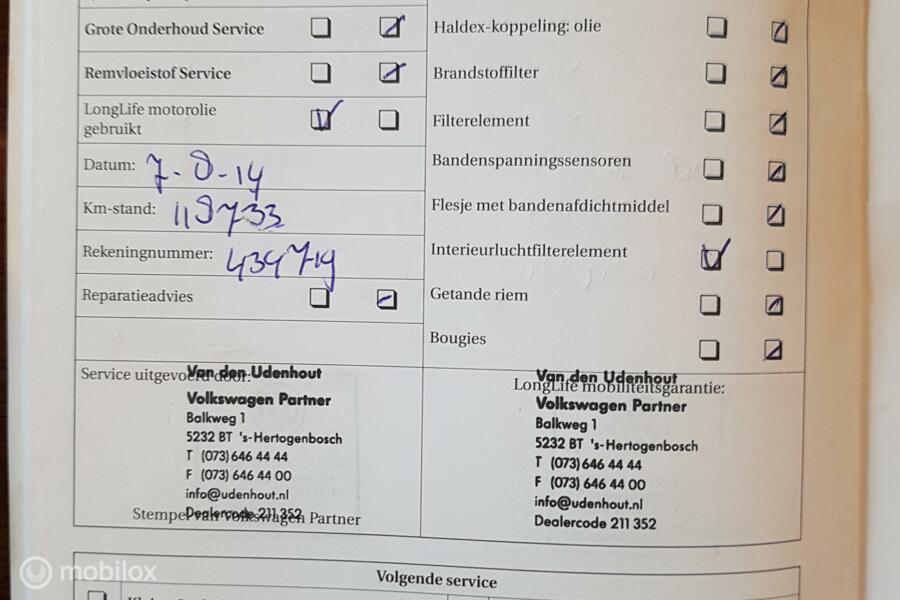 Grote Onderhoud Service
Remvloeistof Service
LongLife motorolie
gebruikt
Datum: 7-8-14
Km-stand: 118733
Rekeningnummer: 434719
Reparatieadvies
Haldex-koppeling: olie
Brandstoffilter
Filterelement
Bandenspanningssensoren
Flesje met bandenafdichtmiddel
Interieurluchtfilterelement
Getande riem
Bougies
Service uitgevoerd door:
Van den Udenhout
Volkswagen Partner
Balkweg 1
5232 BT 's-Hertogenbosch
T (073) 646 44 44
F (073) 646 44 00
info@udenhout.nl
Dealercode 211 352
Stempel van Volkswagen Partner
LongLife mobiliteitsgarantie:
Van den Udenhout
Volkswagen Partner
Balkweg 1
5232 BT 's-Hertogenbosch
T (073) 646 44 44
F (073) 646 44 00
info@udenhout.nl
Dealercode 211 352
Volgende service
mobilox